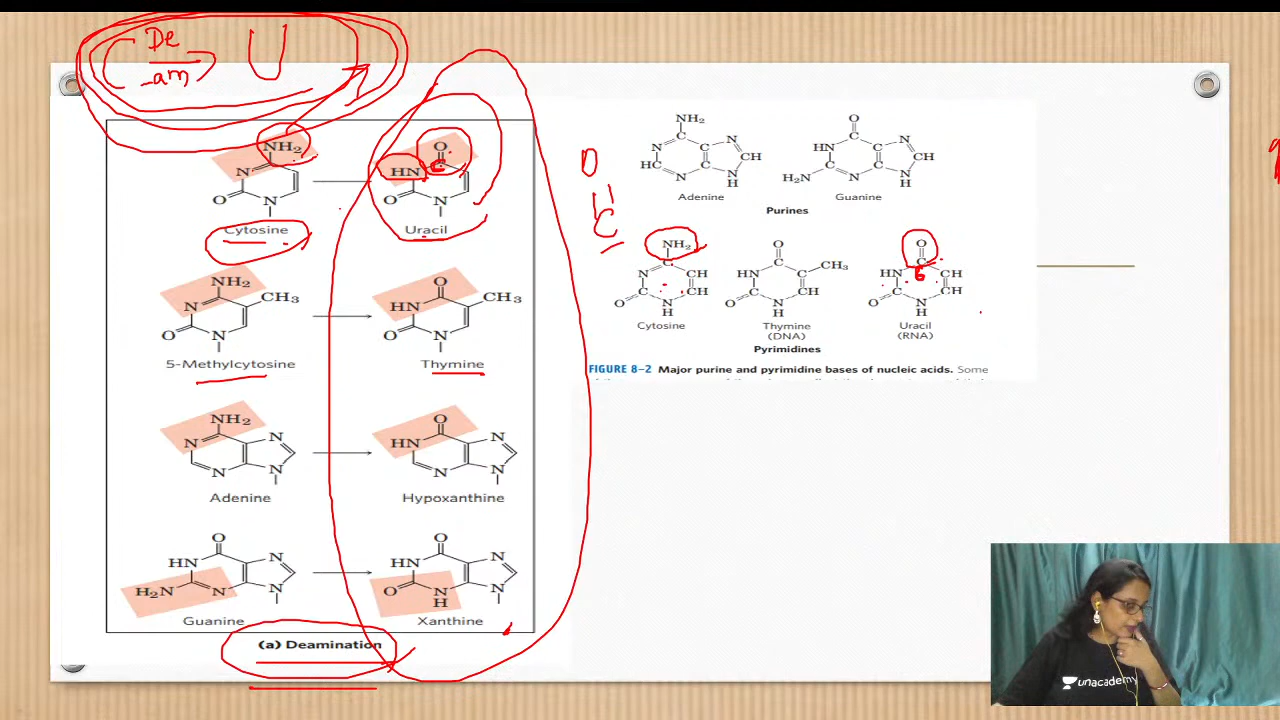 C De -am → U
NH₂
N
O
N
Cytosine
O
HN
C
O
N
Uracil
NH₂
N
CH₃
O
N
5-Methylcytosine
O
HN
CH₃
O
N
Thymine
NH₂
N
N
N
N
Adenine
O
HN
N
N
N
Hypoxanthine
O
HN
N
H₂N
N
N
Guanine
O
HN
N
O
N
H
N
Xanthine
(a) Deamination
O
C
NH₂
C
N
N
HC
C
CH
C
N
N
H
Adenine
O
C
HN
C
N
CH
C
C
H₂N
N
N
H
Guanine
Purines
NH₂
C
N
CH
C
CH
O
N
H
Cytosine
O
C
HN
C
CH₃
C
CH
O
N
H
Thymine
(DNA)
O
C
6
HN
CH
C
CH
O
N
H
Uracil
(RNA)
Pyrimidines
FIGURE 8-2 Major purine and pyrimidine bases of nucleic acids. Some
unacademy